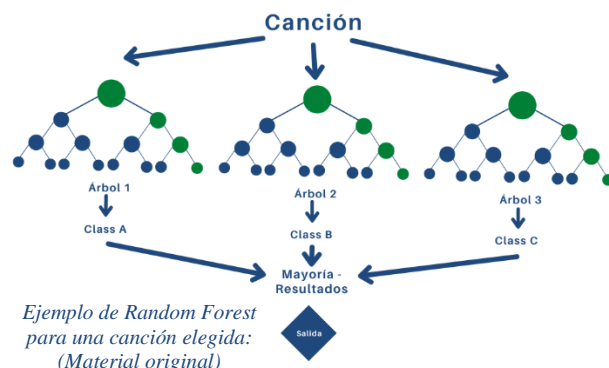 Canción
Árbol 1
Árbol 2
Árbol 3
Class A
Class B
Class C
Mayoría -
Resultados
Salida
Ejemplo de Random Forest
para una canción elegida:
(Material original)